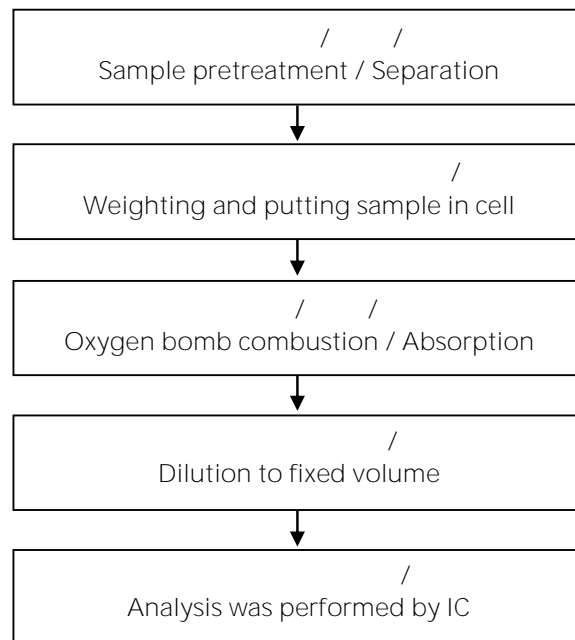 / /
Sample pretreatment / Separation
/
Weighting and putting sample in cell
/ /
Oxygen bomb combustion / Absorption
/
Dilution to fixed volume
/
Analysis was performed by IC